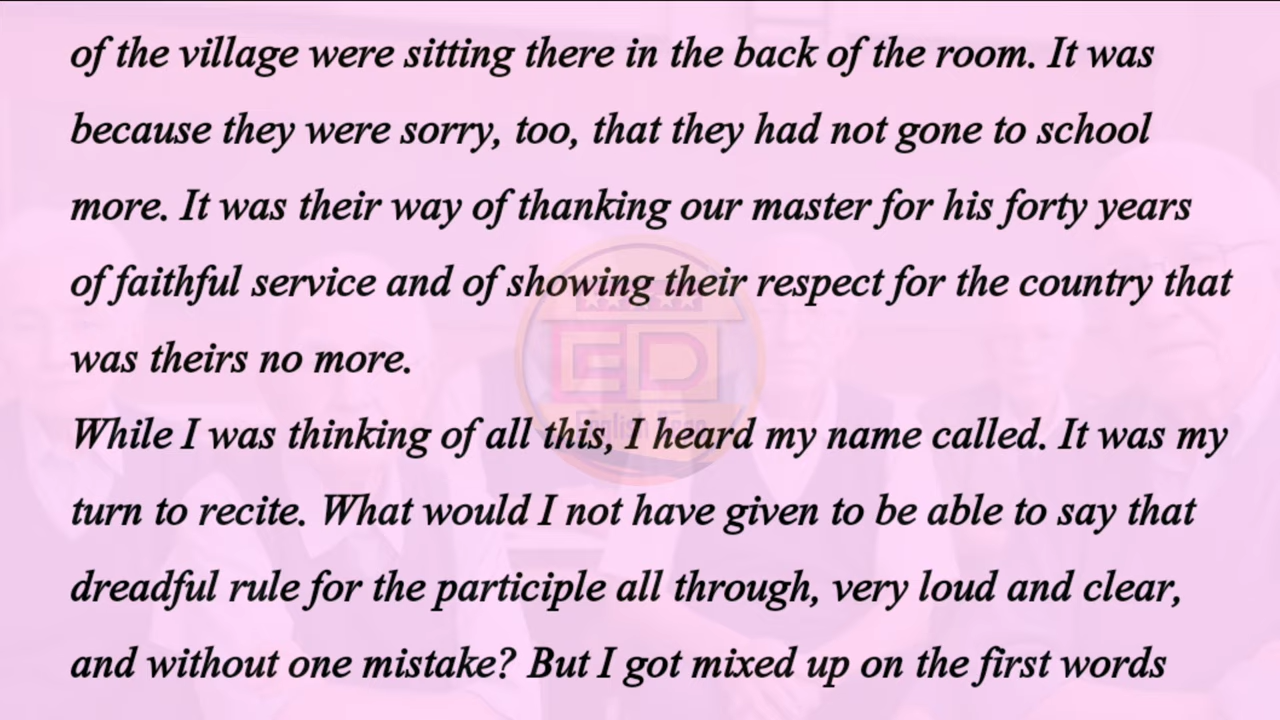 of the village were sitting there in the back of the room. It was
because they were sorry, too, that they had not gone to school
more. It was their way of thanking our master for his forty years
of faithful service and of showing their respect for the country that
was theirs no more.
ED
While I was thinking of all this, I heard my name called. It was my
turn to recite. What would I not have given to be able to say that
dreadful rule for the participle all through, very loud and clear,
and without one mistake? But I got mixed up on the first words